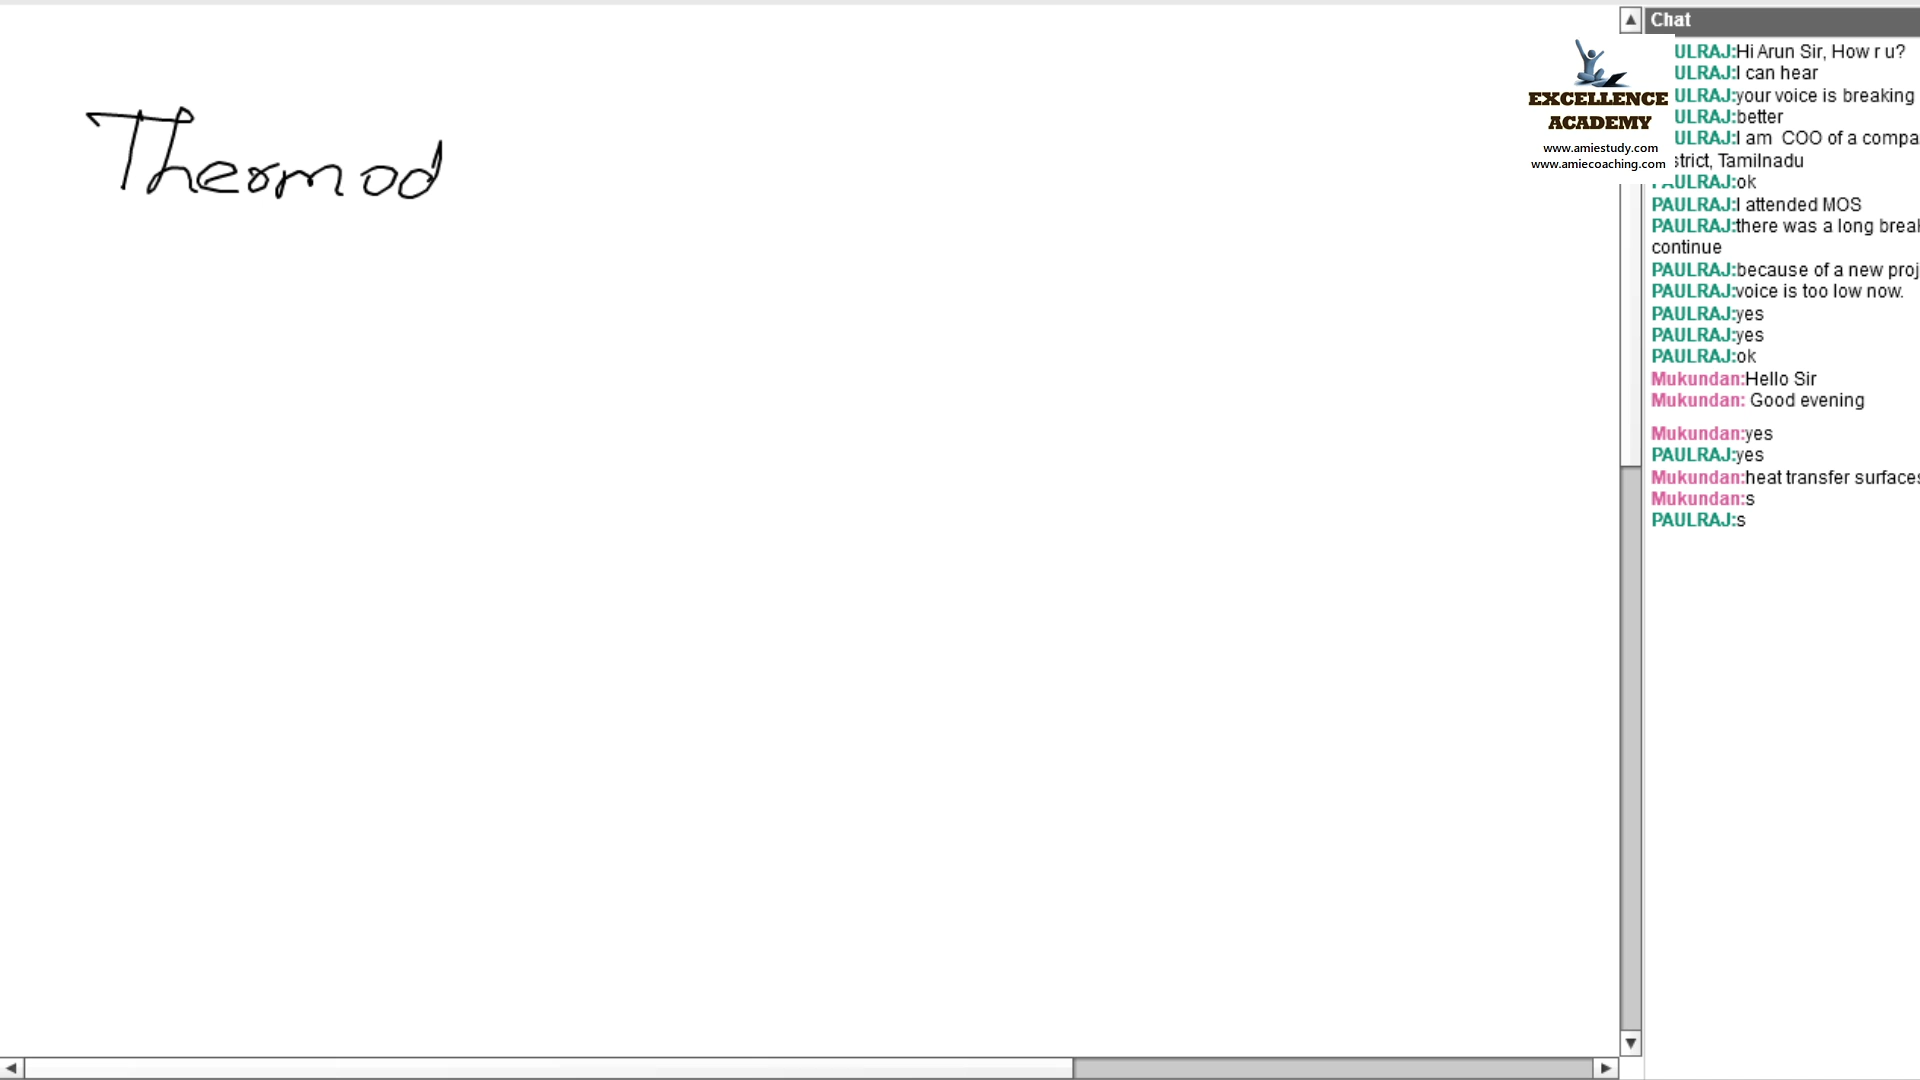 Thermod
EXCELLENCE
ACADEMY
www.amiestudy.com
www.amiecoaching.com
Chat
ULRAJ:Hi Arun Sir, How r u?
ULRAJ:I can hear
ULRAJ:your voice is breaking
ULRAJ:better
ULRAJ:I am COO of a compa
strict, Tamilnadu
PAULRAJ:ok
PAULRAJ:I attended MOS
PAULRAJ:there was a long break
continue
PAULRAJ:because of a new proj
PAULRAJ:voice is too low now.
PAULRAJ:yes
PAULRAJ:yes
PAULRAJ:ok
Mukundan:Hello Sir
Mukundan: Good evening
Mukundan:yes
PAULRAJ:yes
Mukundan:heat transfer surfaces
Mukundan:s
PAULRAJ:s